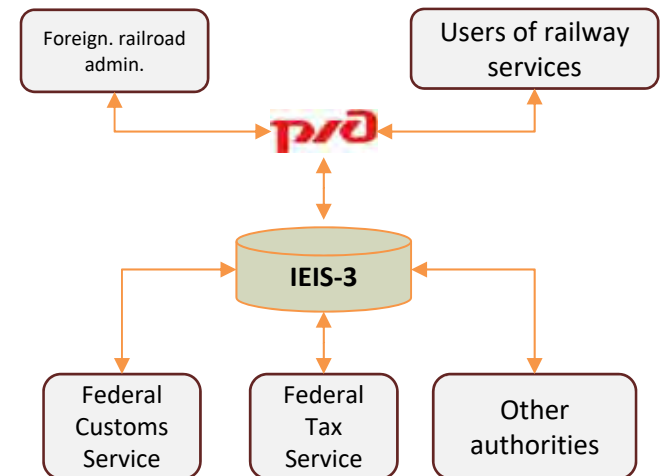 Foreign. railroad
admin.
Users of railway
services
ржд
IEIS-3
Federal
Customs
Service
Federal
Tax
Service
Other
authorities